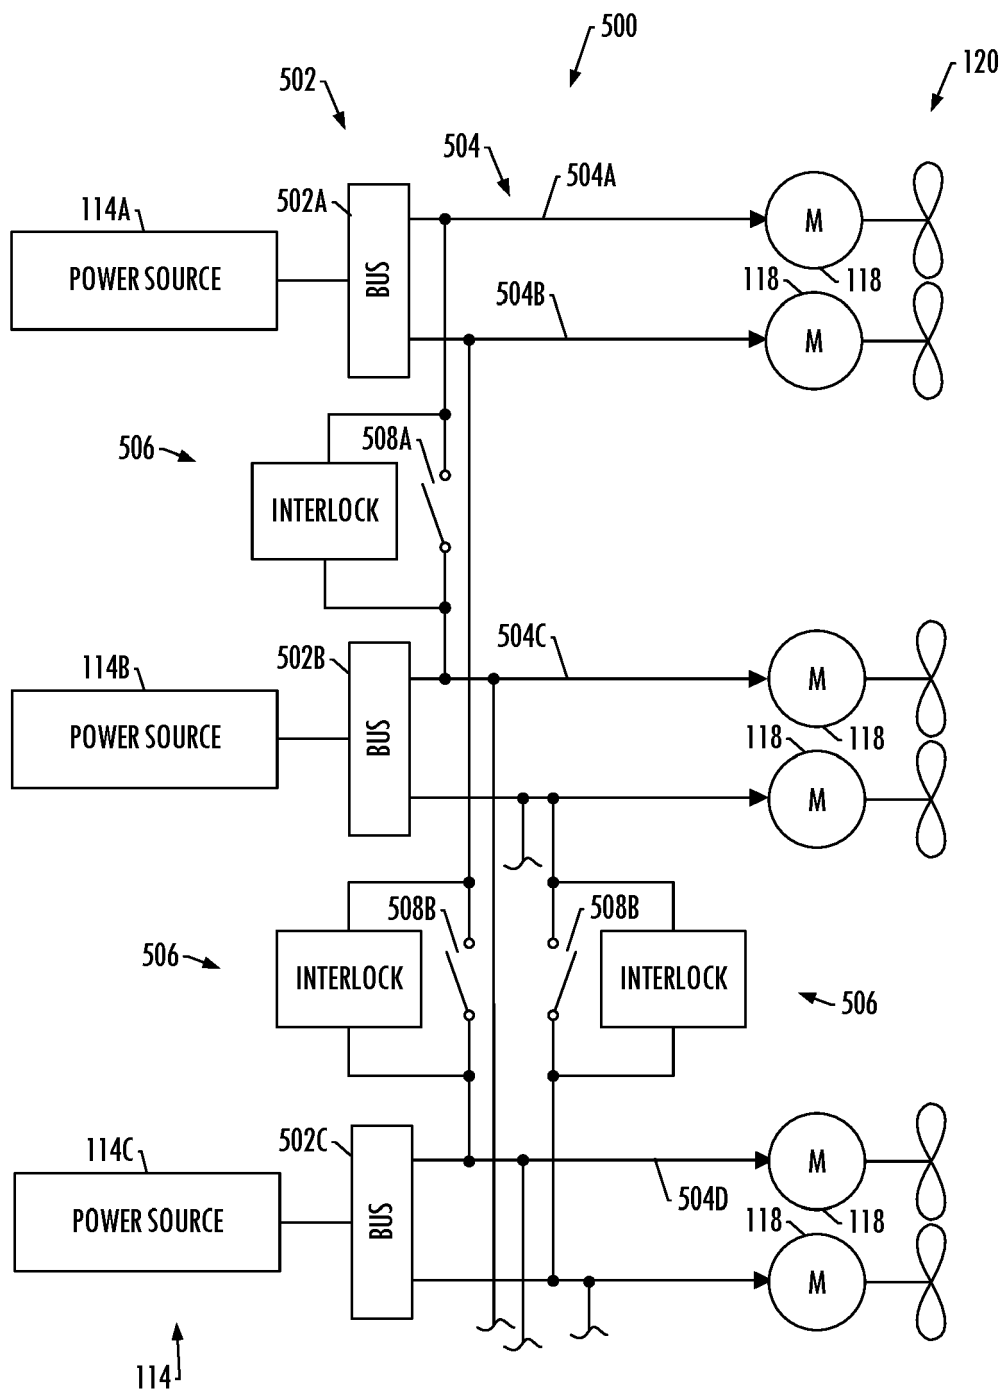 500
502
120
504
504A
114A
502A
M
POWER SOURCE
BUS
118
118
504B
M
506
508A
INTERLOCK
504C
114B
502B
M
POWER SOURCE
BUS
118
118
M
508B
508B
506
INTERLOCK
INTERLOCK
506
114C
502C
M
504D
POWER SOURCE
BUS
118
118
M
114